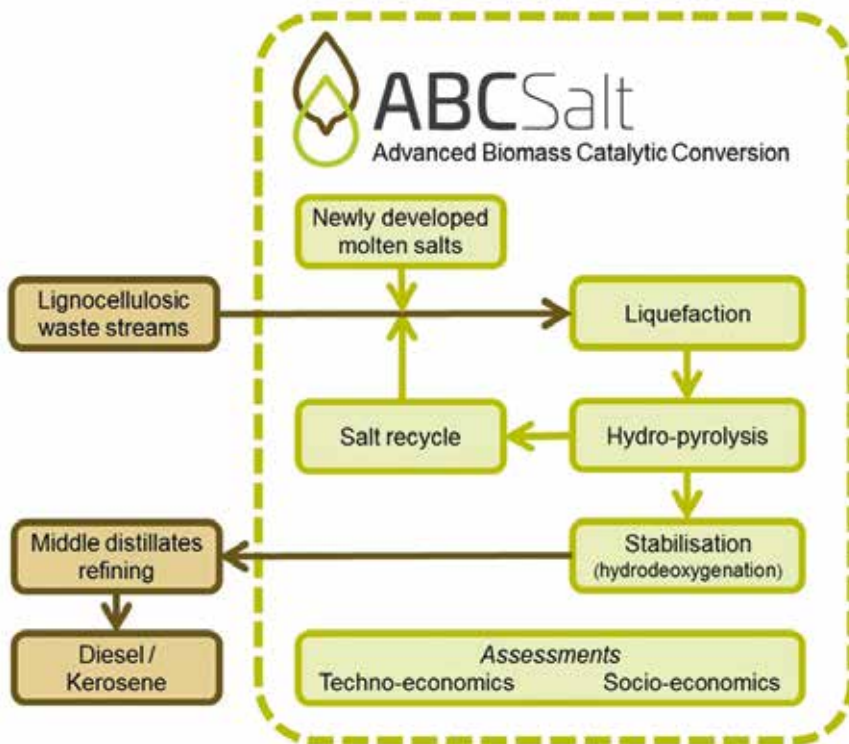 ABCSalt
Advanced Biomass Catalytic Conversion
Newly developed
molten salts
Lignocellulosic
waste streams
Liquefaction
Salt recycle
Hydro-pyrolysis
Middle distillates
refining
Stabilisation
(hydrodeoxygenation)
Diesel /
Kerosene
Assessments
Techno-economics Socio-economics